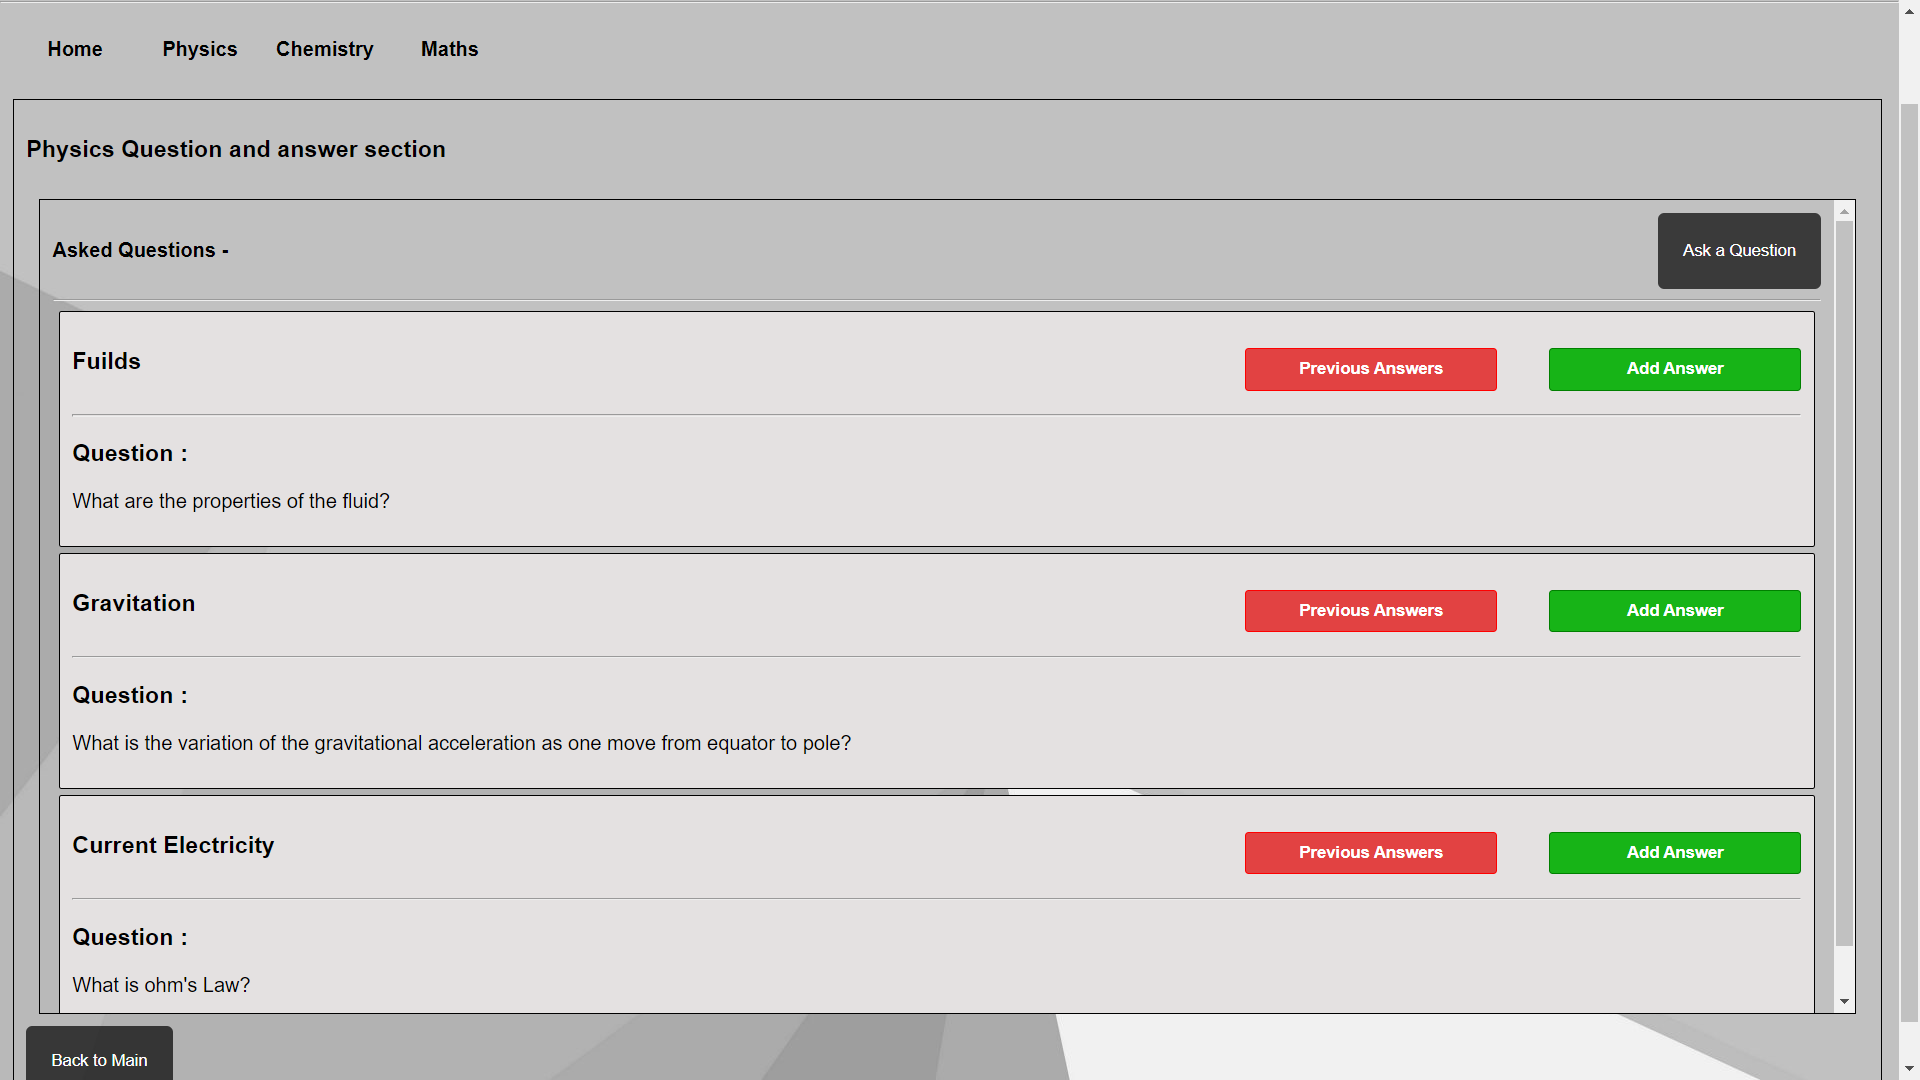 Home Physics Chemistry Maths
Physics Question and answer section
Asked Questions - Ask a Question
Fuilds Previous Answers Add Answer
Question :
What are the properties of the fluid?
Gravitation Previous Answers Add Answer
Question :
What is the variation of the gravitational acceleration as one move from equator to pole?
Current Electricity Previous Answers Add Answer
Question :
What is ohm's Law?
Back to Main